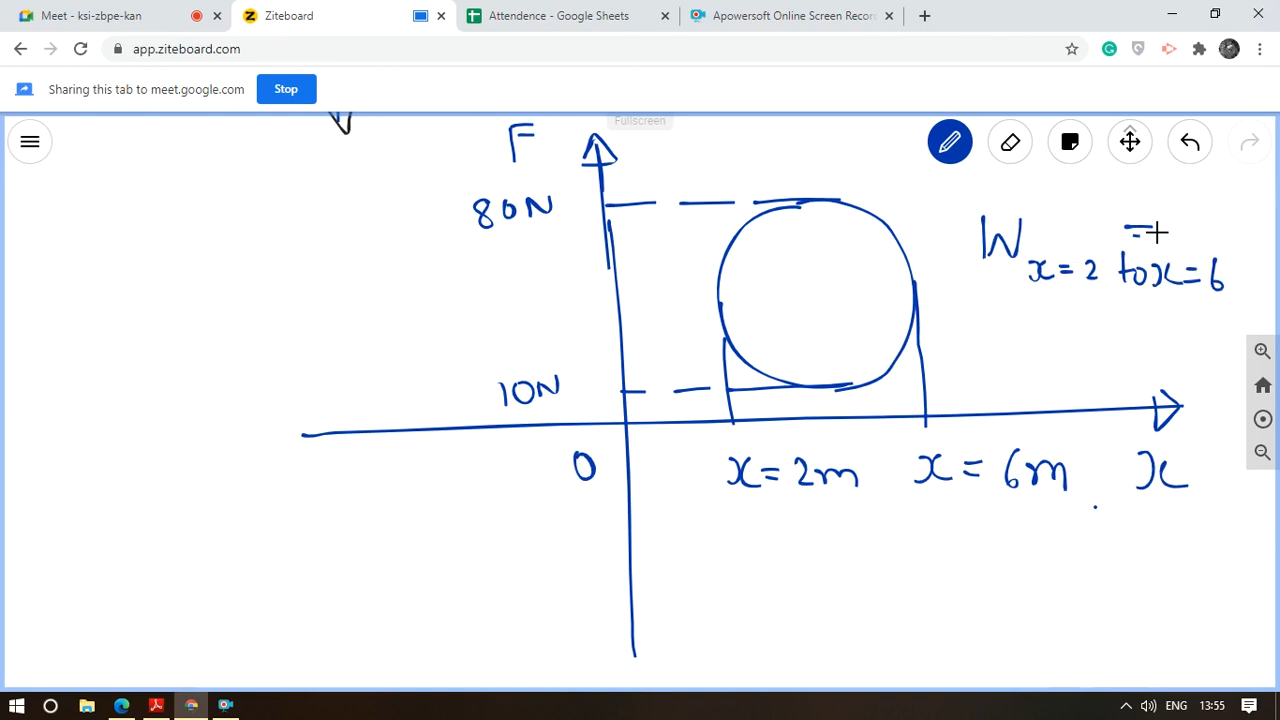 Meet - ksi-zbpe-kan
Ziteboard
Attendence - Google Sheets
Apowersoft Online Screen Recor
app.ziteboard.com
Sharing this tab to meet.google.com
Stop
Fullscreen
F
80N
W x=2 to x=6 =
10N
0
x=2m
x=6m
x
ENG
13:55